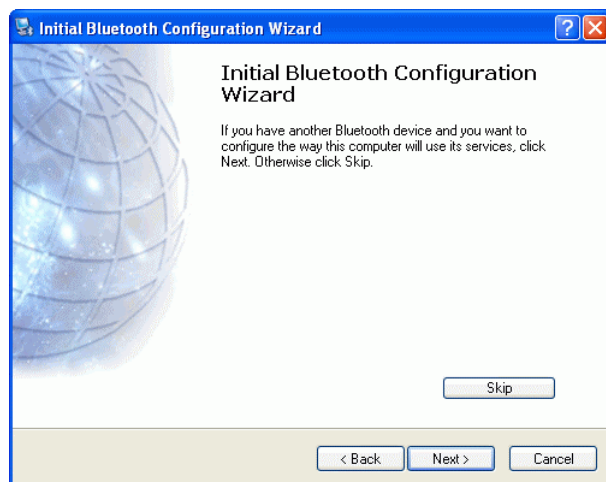 Initial Bluetooth Configuration Wizard
Initial Bluetooth Configuration
Wizard
If you have another Bluetooth device and you want to
configure the way this computer will use its services, click
Next. Otherwise click Skip.
Skip
< Back Next > Cancel